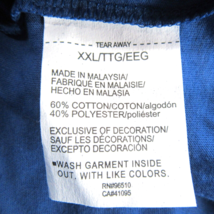 TEAR AWAY
XXL/TTG/EEG
MADE IN MALAYSIA/
FABRIQUÉ EN MALAISIE/
HECHO EN MALASIA
60% COTTON/COTON/algodón
40% POLYESTER/poliéster
EXCLUSIVE OF DECORATION/
SAUF LES DÉCORATIONS/
EXCEPTO DECORACIÓN
■WASH GARMENT INSIDE
OUT, WITH LIKE COLORS.
RN#96510
CA#41095